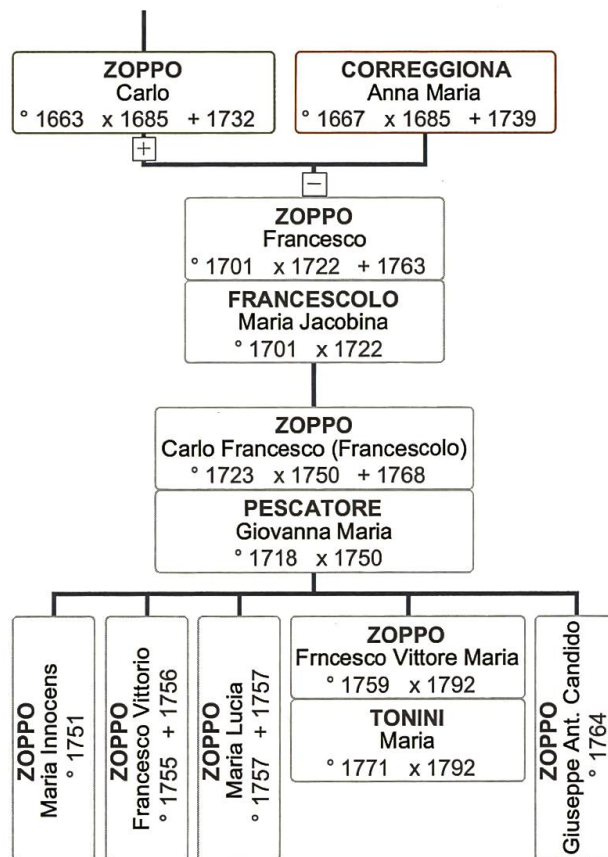 ZOPPO
Carlo
° 1663 x 1685 + 1732
CORREGGIONA
Anna Maria
° 1667 x 1685 + 1739
ZOPPO
Francesco
° 1701 x 1722 + 1763
FRANCESCOLO
Maria Jacobina
° 1701 x 1722
ZOPPO
Carlo Francesco (Francescolo)
° 1723 x 1750 + 1768
PESCATORE
Giovanna Maria
° 1718 x 1750
ZOPPO
Maria Innocens
° 1751
ZOPPO
Francesco Vittorio
° 1755 + 1756
ZOPPO
Maria Lucia
° 1757 + 1757
ZOPPO
Frncesco Vittore Maria
° 1759 x 1792
TONINI
Maria
° 1771 x 1792
ZOPPO
Giuseppe Ant. Candido
° 1764